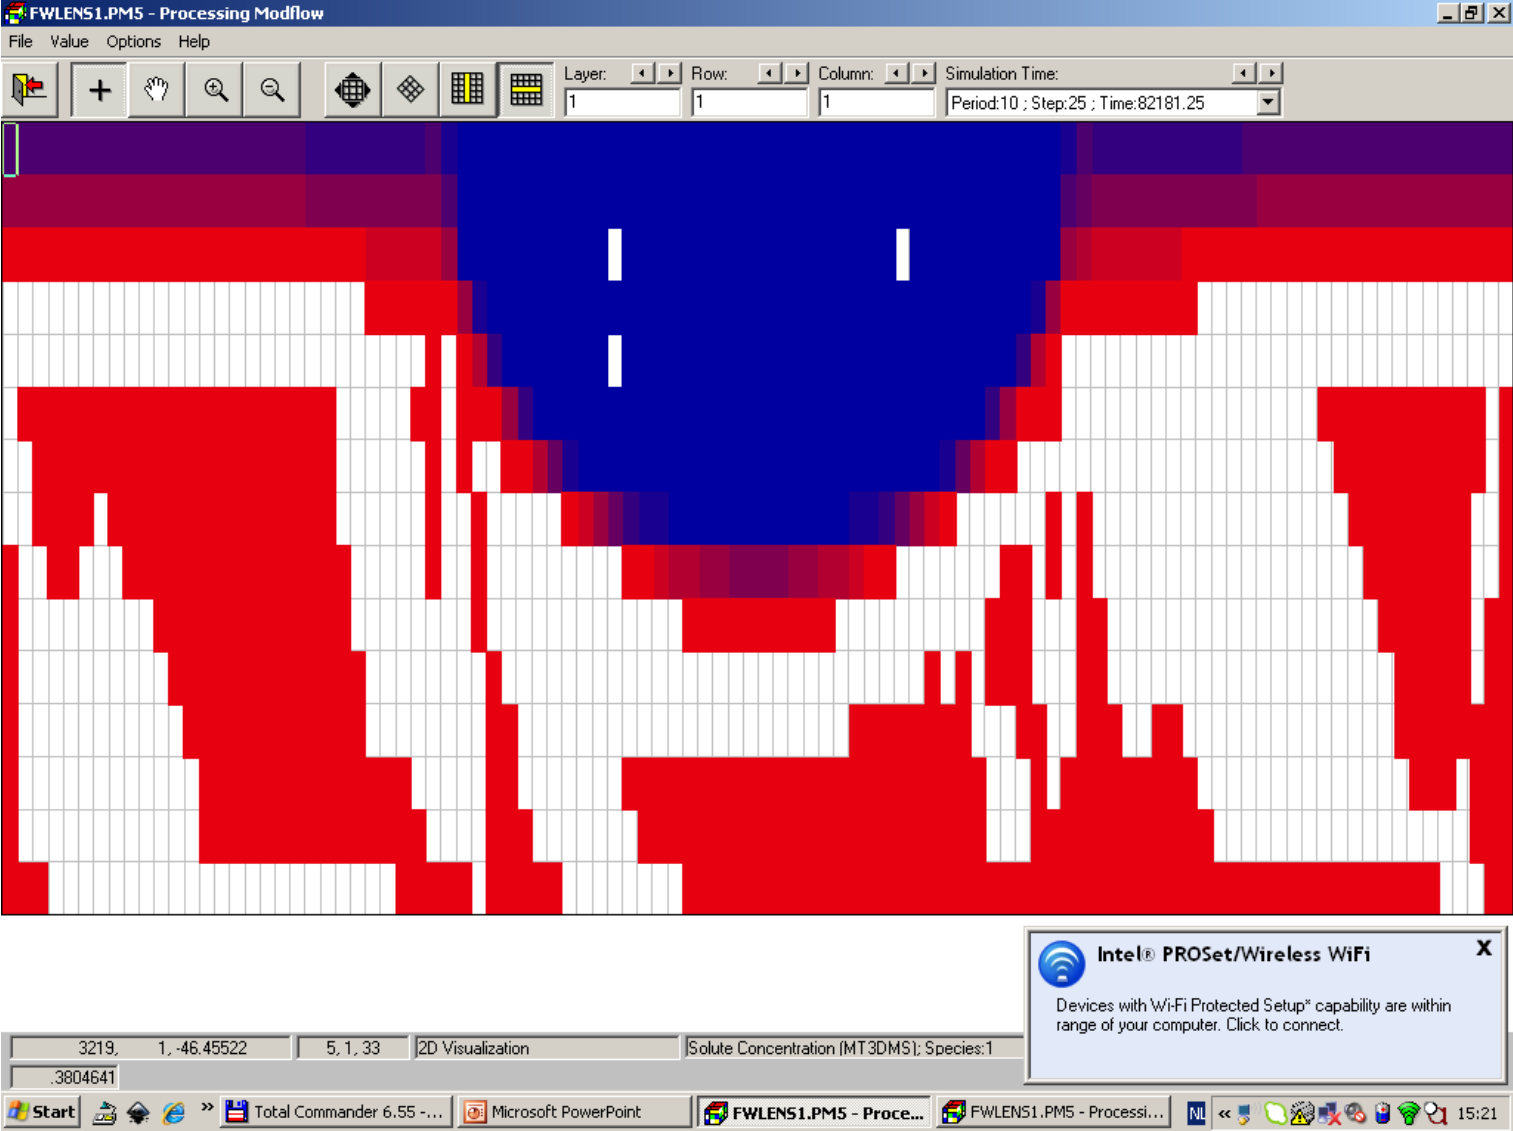 FWLENS1.PM5 - Processing Modflow
File Value Options Help
Layer: Row: Column: Simulation Time:
1 1 1 Period:10 ; Step:25 ; Time:82181.25
Intel® PROSet/Wireless WiFi X
Devices with Wi-Fi Protected Setup* capability are within
range of your computer. Click to connect.
3219, 1, -46.45522 5, 1, 33 2D Visualization Solute Concentration (MT3DMS); Species:1
.3804641
Start » Total Commander 6.55 -... Microsoft PowerPoint FWLENS1.PM5 - Proce... FWLENS1.PM5 - Processi... NL « 15:21